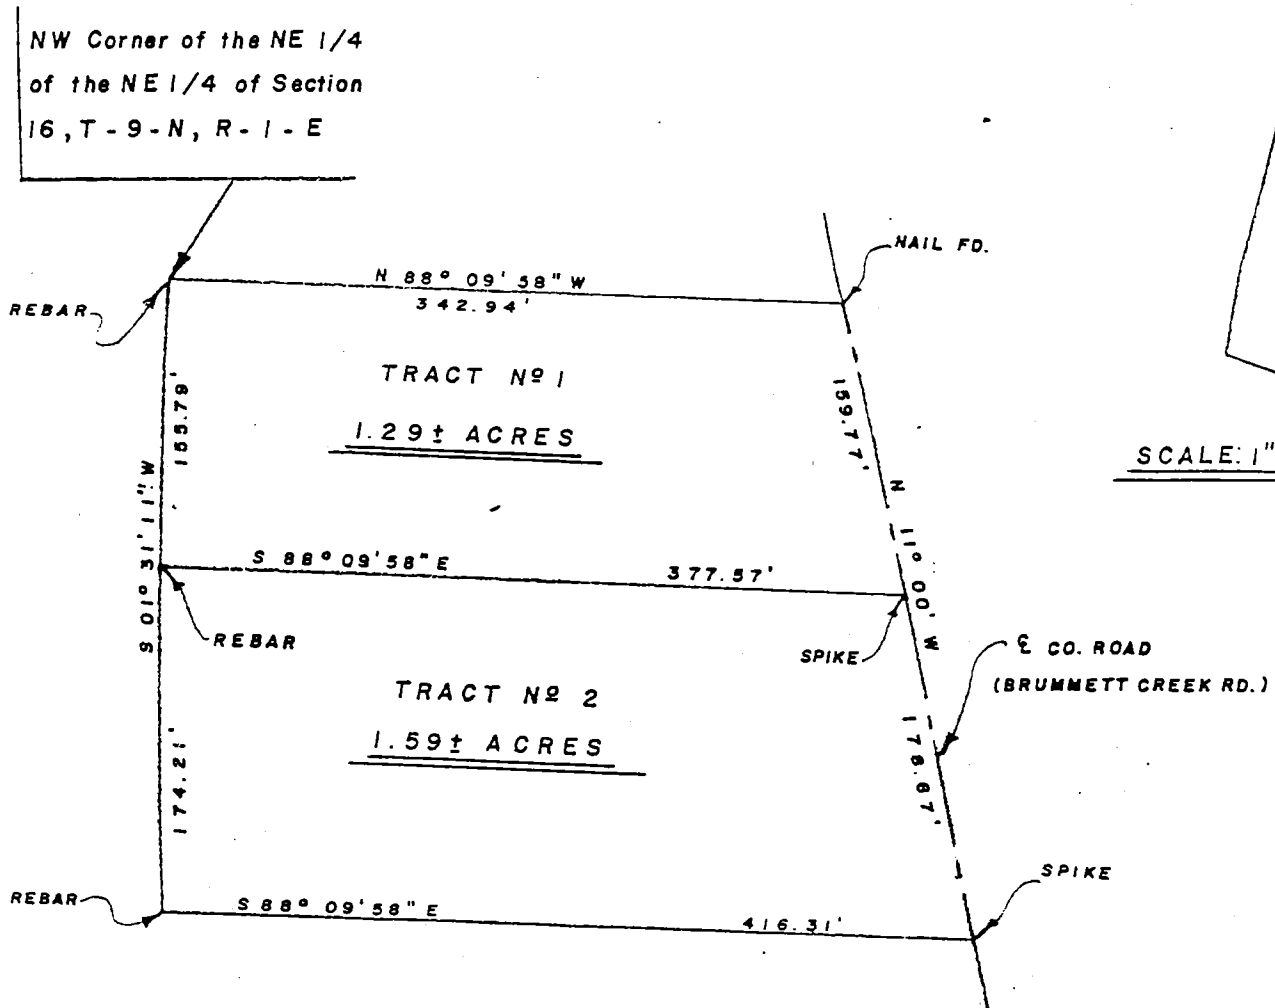 NW Corner of the NE 1/4
of the NE 1/4 of Section
16, T-9-N, R-1-E
NAIL FD.
N 88° 09' 58" W
342.94'
REBAR
TRACT Nº 1
1.29± ACRES
155.79'
159.77'
SCALE: 1"
S 01° 31' 11" W
N 11° 00' W
S 88° 09' 58" E
377.57'
REBAR
SPIKE
℄ CO. ROAD
(BRUMMETT CREEK RD.)
TRACT Nº 2
1.59± ACRES
174.21'
178.67'
SPIKE
REBAR
S 88° 09' 58" E
416.31'